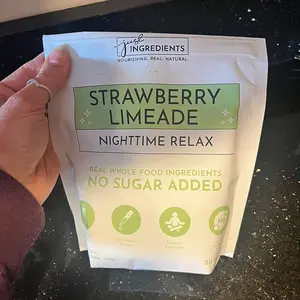 just
INGREDIENTS
NOURISHING. REAL. NATURAL
STRAWBERRY
LIMEADE
NIGHTTIME RELAX
REAL WHOLE FOOD INGREDIENTS
NO SUGAR ADDED